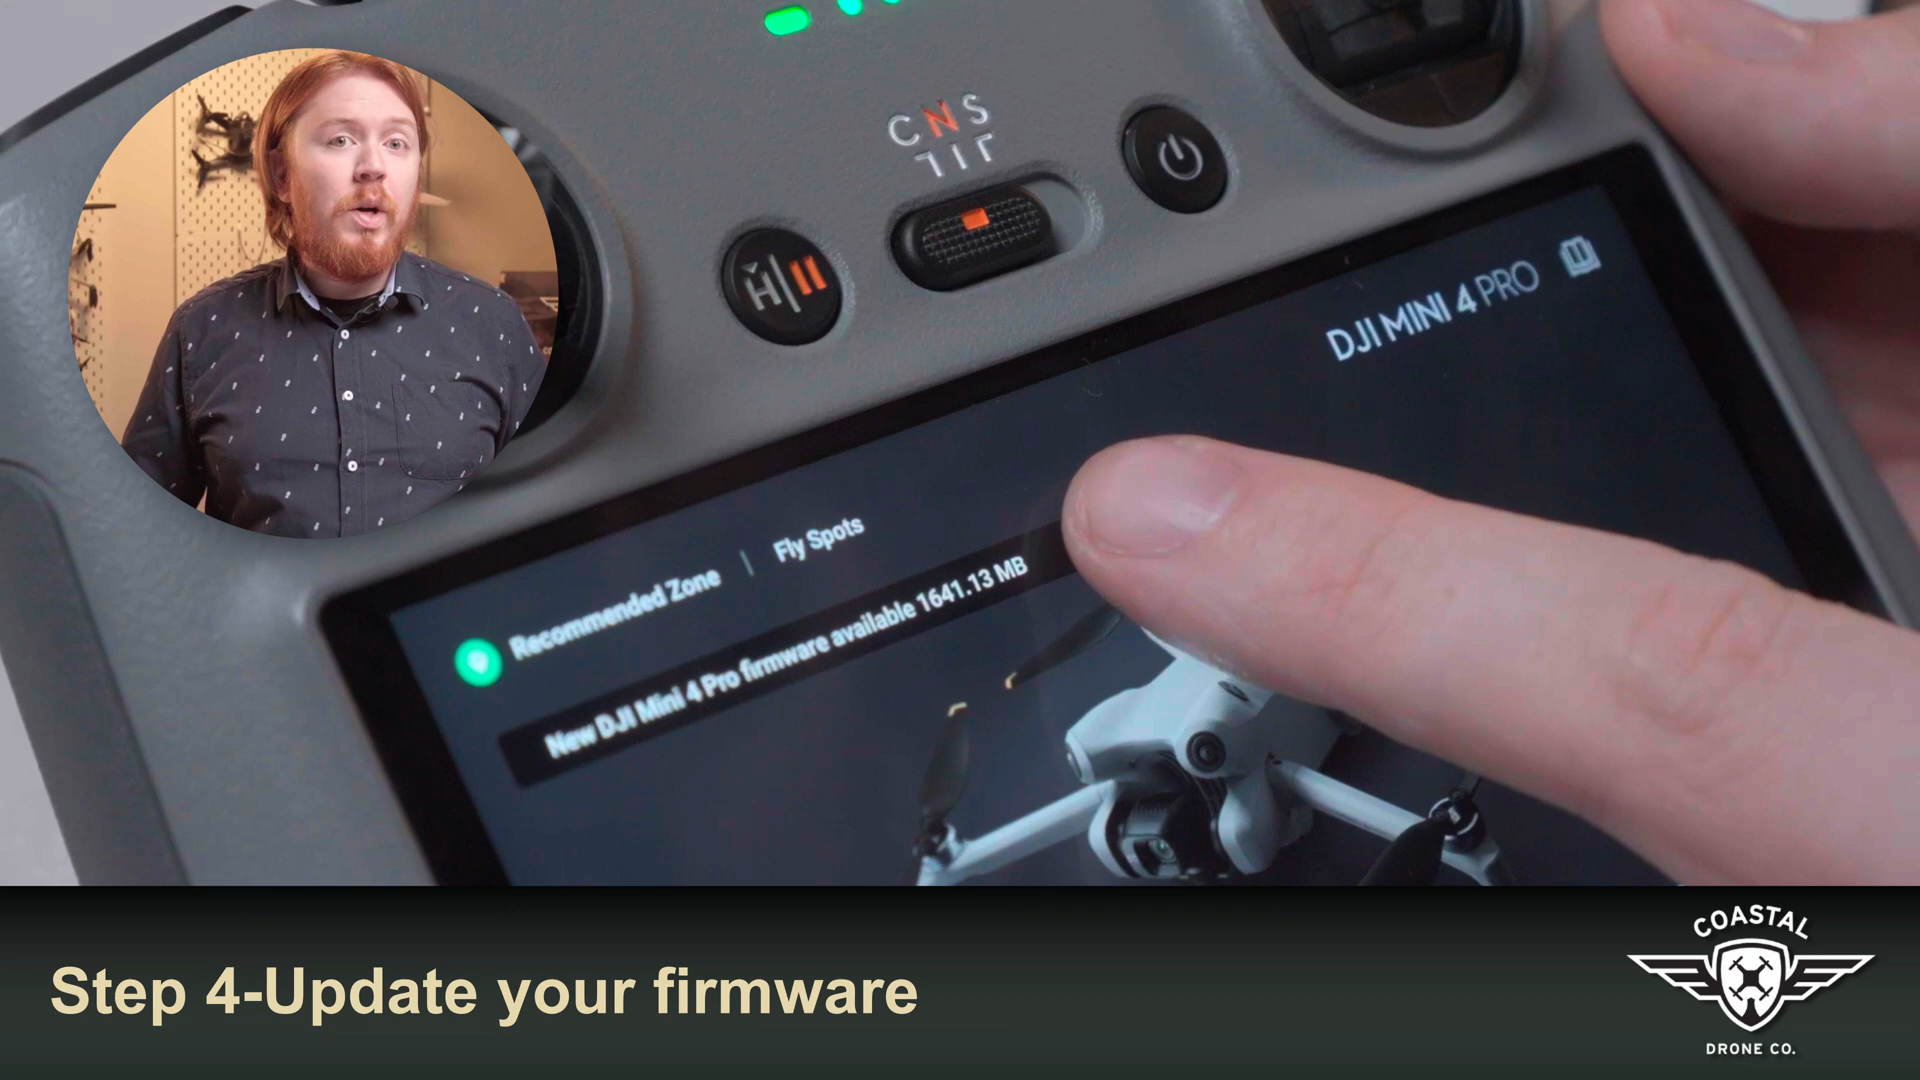 C N S
H
DJI MINI 4 PRO
Recommended Zone | Fly Spots
New DJI Mini 4 Pro firmware available 1641.13 MB
Step 4-Update your firmware
COASTAL
DRONE CO.